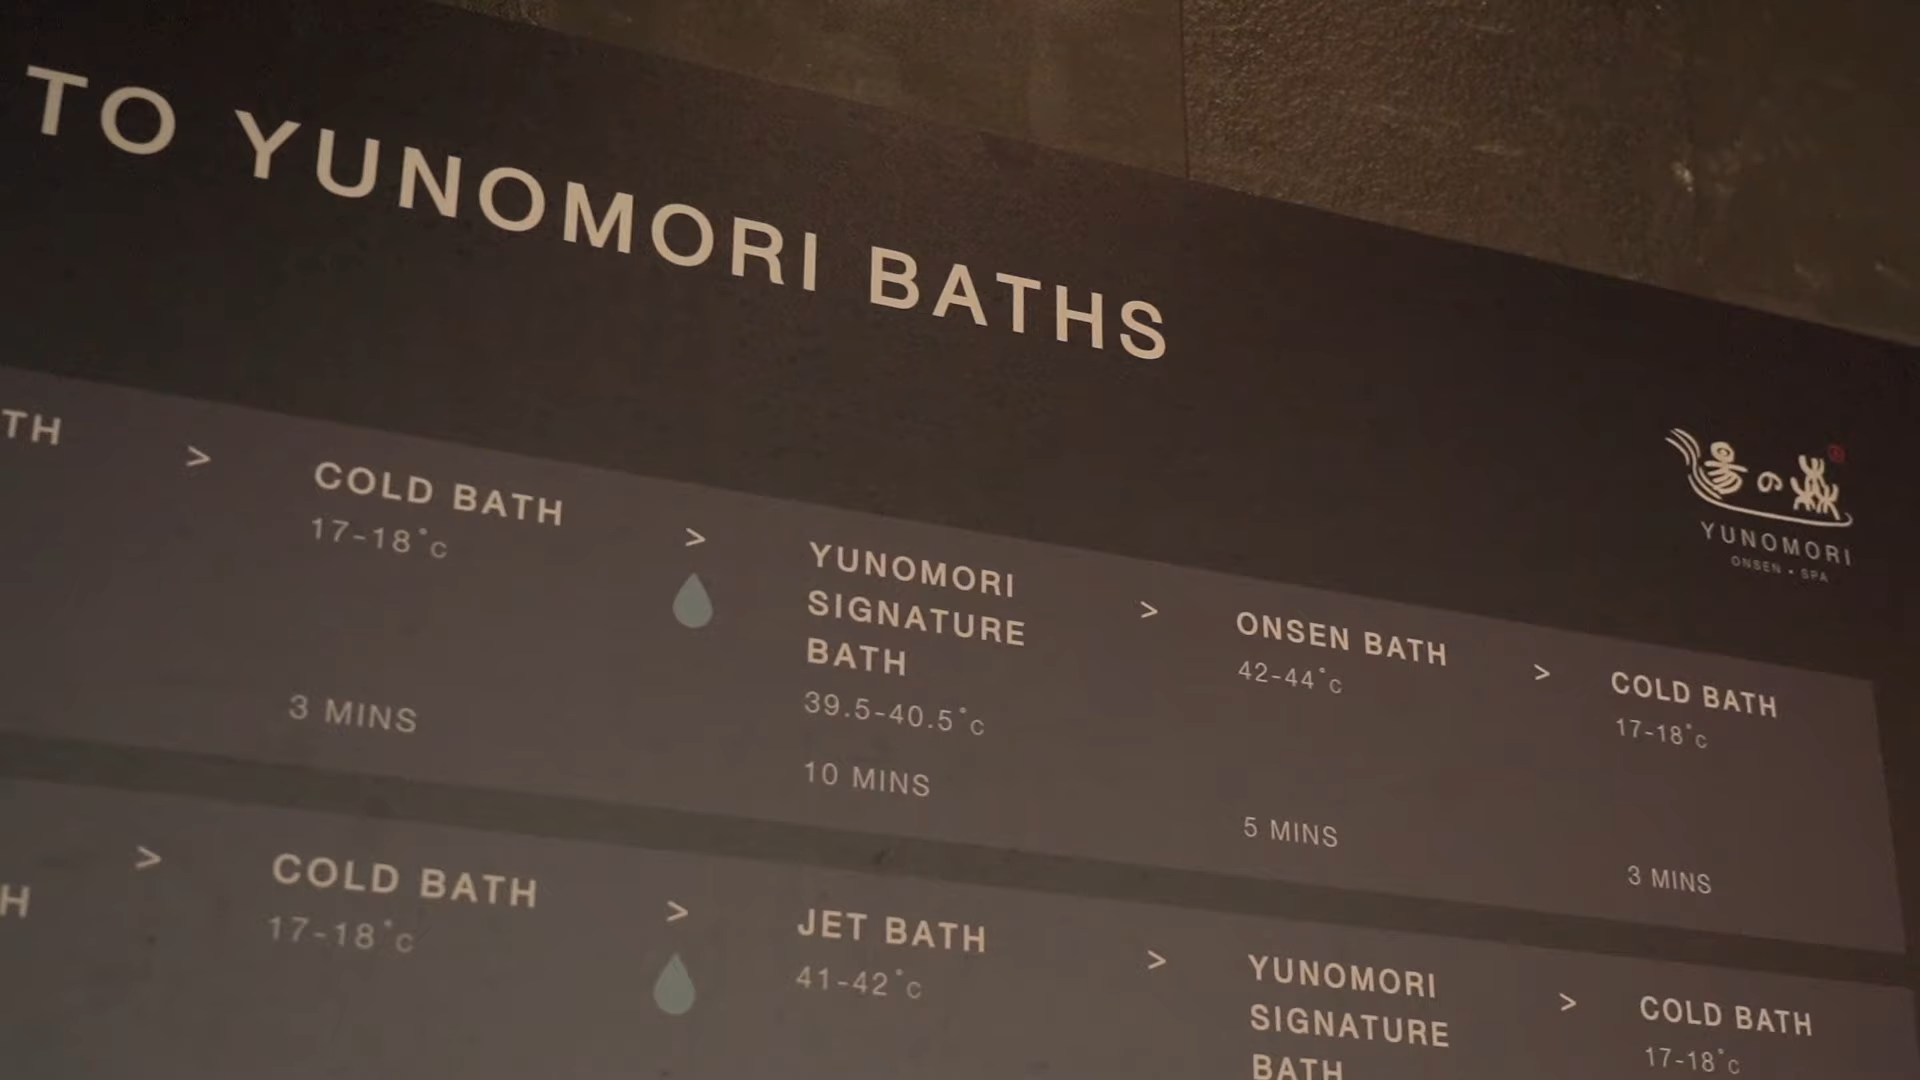 TO YUNOMORI BATHS
湯の森
YUNOMORI
ONSEN • SPA
TH > COLD BATH > YUNOMORI SIGNATURE BATH > ONSEN BATH > COLD BATH
17-18°C 39.5-40.5°C 42-44°C 17-18°C
3 MINS 10 MINS 5 MINS 3 MINS
H > COLD BATH > JET BATH > YUNOMORI SIGNATURE BATH > COLD BATH
17-18°C 41-42°C 17-18°C